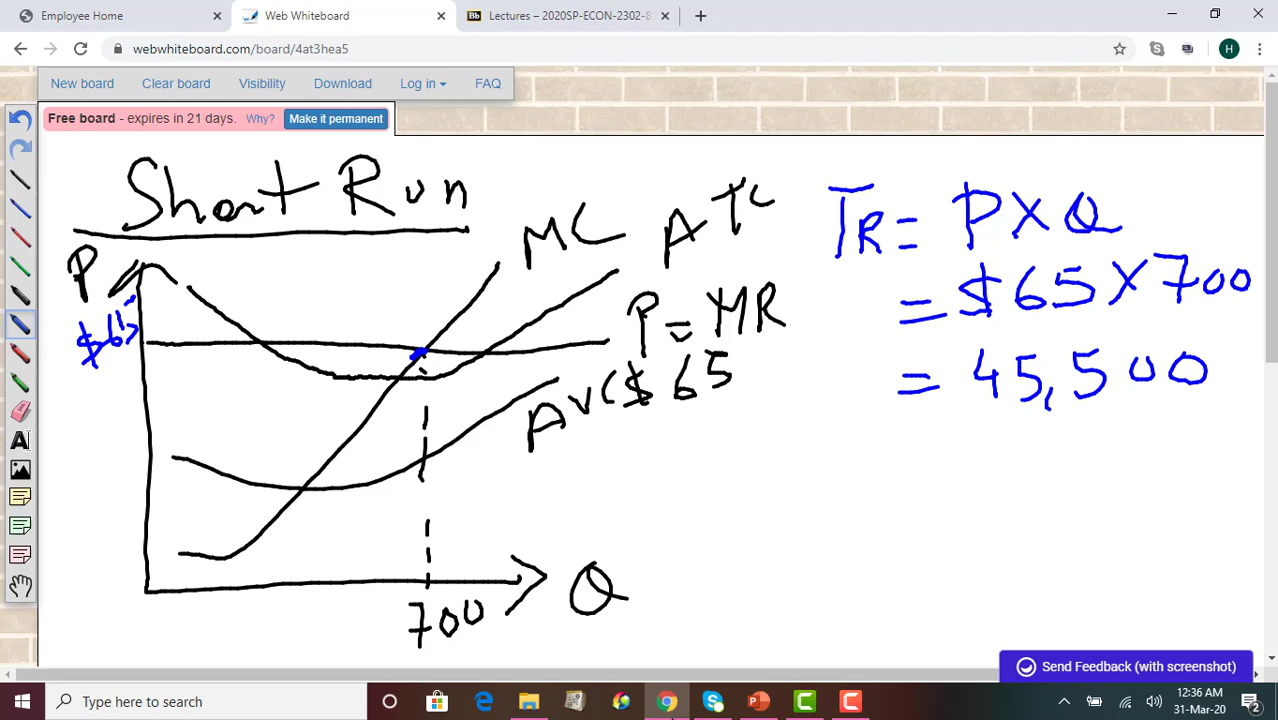 Employee Home
Web Whiteboard
Lectures – 2020SP-ECON-2302-8
webwhiteboard.com/board/4at3hea5
H
New board
Clear board
Visibility
Download
Log in
FAQ
Free board - expires in 21 days.
Why?
Make it permanent
Short Run
P
MC
ATC
P = MR
$65
AVC
Q
700
TR = P X Q
= $65 X 700
= 45,500
A
Send Feedback (with screenshot)
Type here to search
12:36 AM
31-Mar-20
2